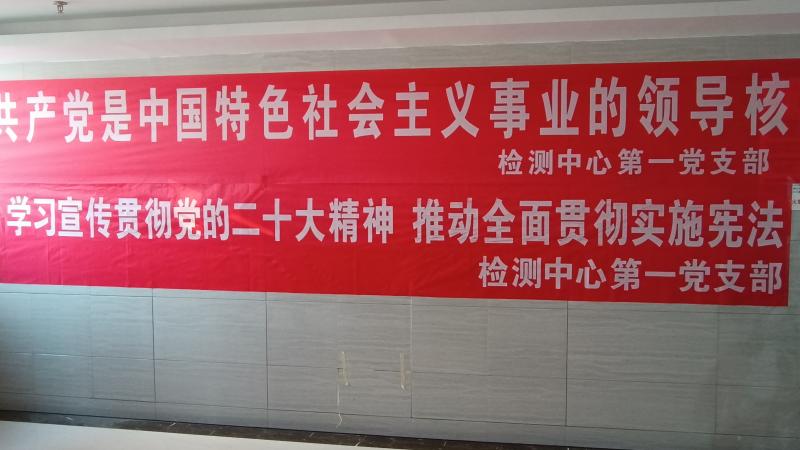 共产党是中国特色社会主义事业的领导核
检测中心第一党支部
学习宣传贯彻党的二十大精神 推动全面贯彻实施宪法
检测中心第一党支部